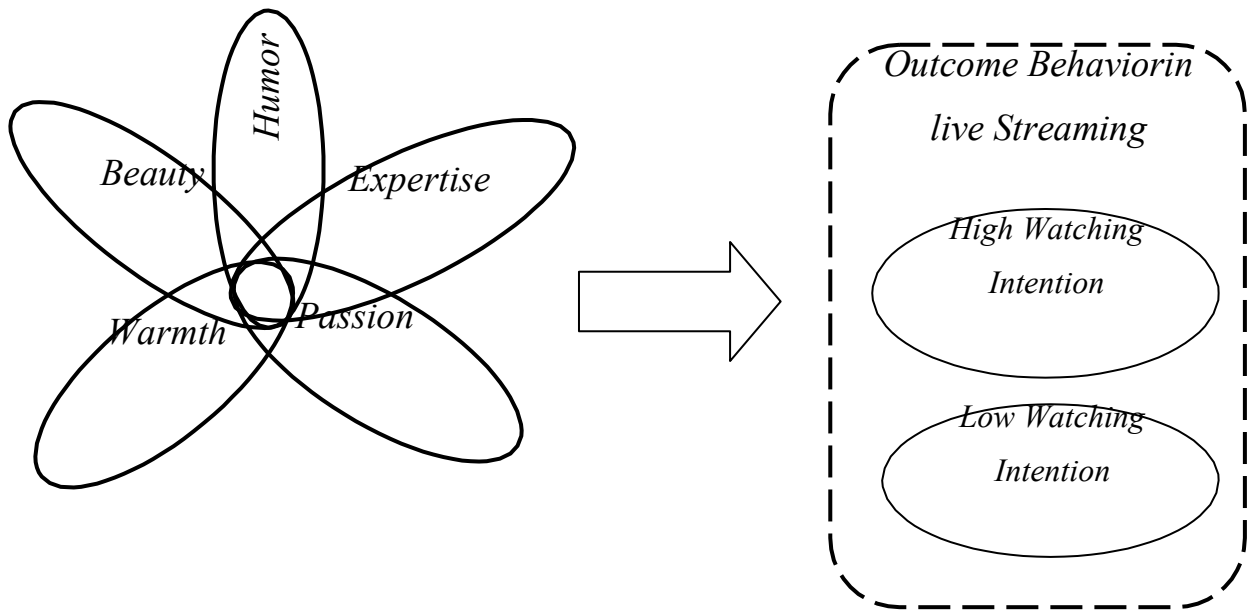 Humor
Beauty
Expertise
Warmth
Passion
Outcome Behaviorin
live Streaming
High Watching
Intention
Low Watching
Intention